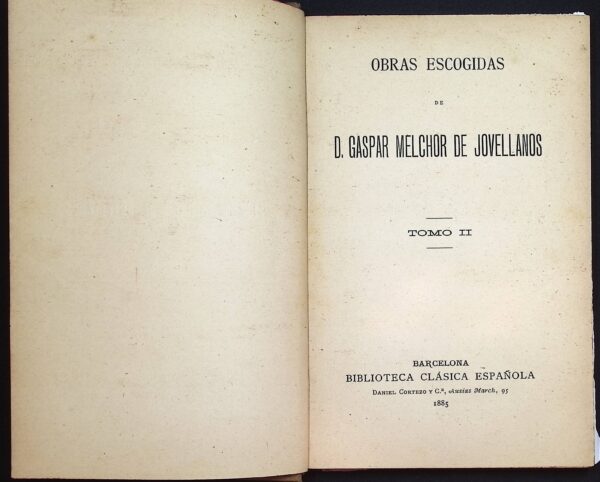 OBRAS ESCOGIDAS
DE
D. GASPAR MELCHOR DE JOVELLANOS
TOMO II
BARCELONA
BIBLIOTECA CLÁSICA ESPAÑOLA
DANIEL CORTEZO Y C.ª, Ausias March, 95
1885